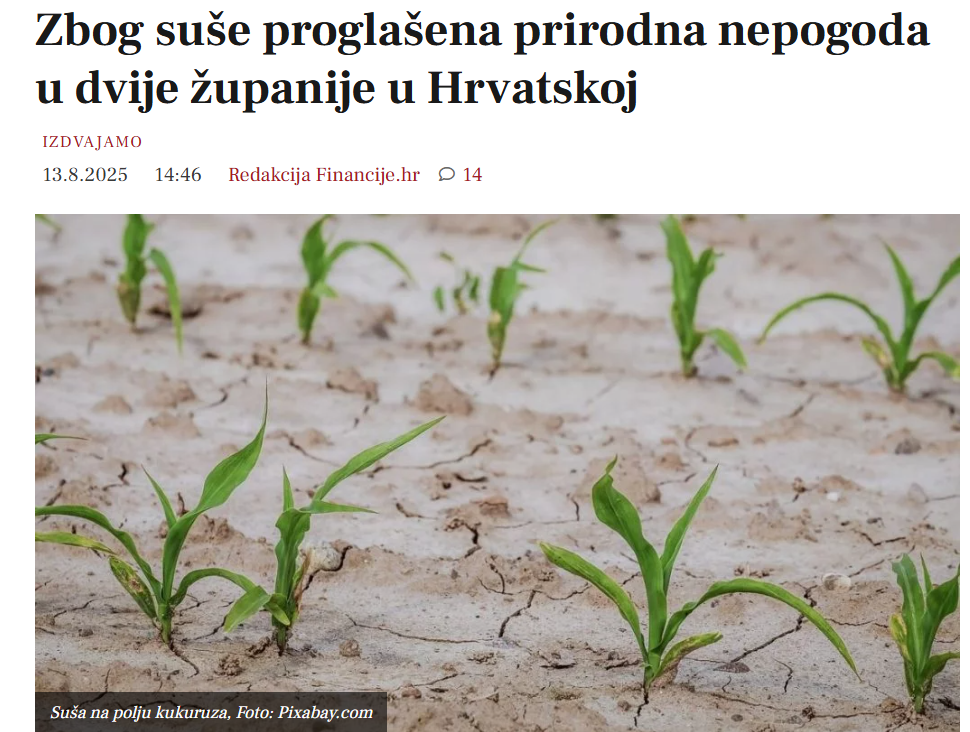 Zbog suše proglašena prirodna nepogoda
u dvije županije u Hrvatskoj
IZDVAJAMO
13.8.2025 14:46 Redakcija Financije.hr 14
Suša na polju kukuruza, Foto: Pixabay.com